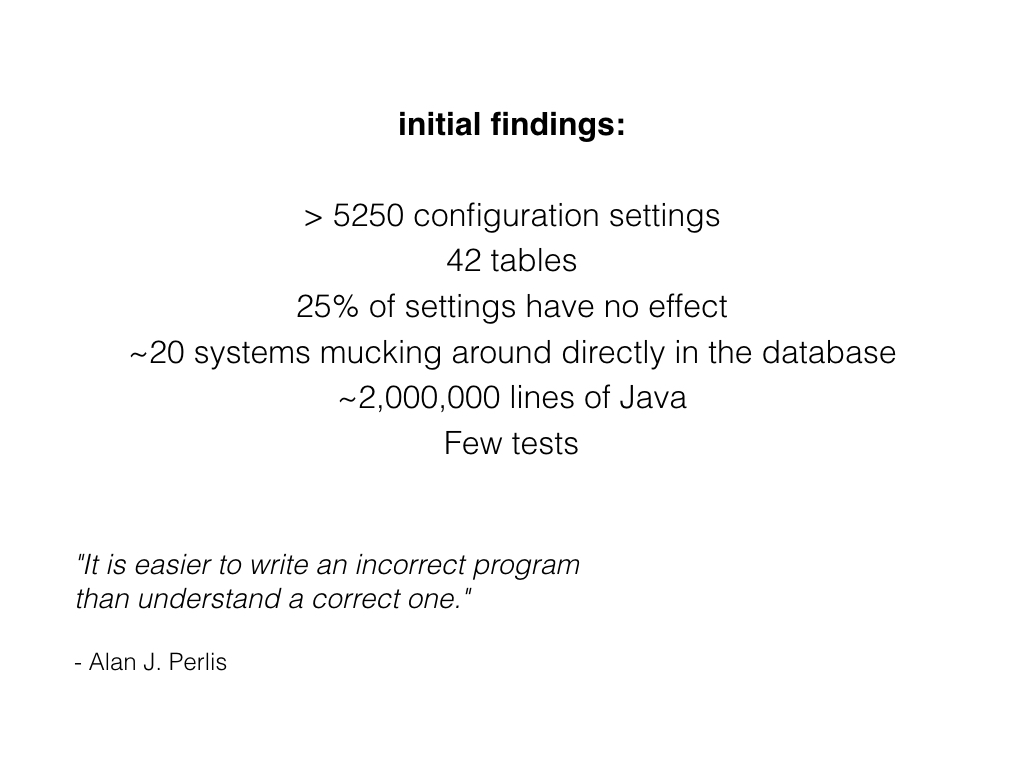 initial findings:
> 5250 configuration settings
42 tables
25% of settings have no effect
~20 systems mucking around directly in the database
~2,000,000 lines of Java
Few tests
"It is easier to write an incorrect program
than understand a correct one."
- Alan J. Perlis